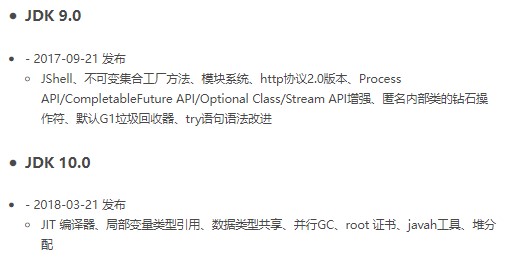 JDK 9.0
- 2017-09-21 发布
JShell、不可变集合工厂方法、模块系统、http协议2.0版本、Process
API/CompletableFuture API/Optional Class/Stream API增强、匿名内部类的钻石操
作符、默认G1垃圾回收器、try语句语法改进
JDK 10.0
- 2018-03-21 发布
JIT 编译器、局部变量类型引用、数据类型共享、并行GC、root 证书、javah工具、堆分
配